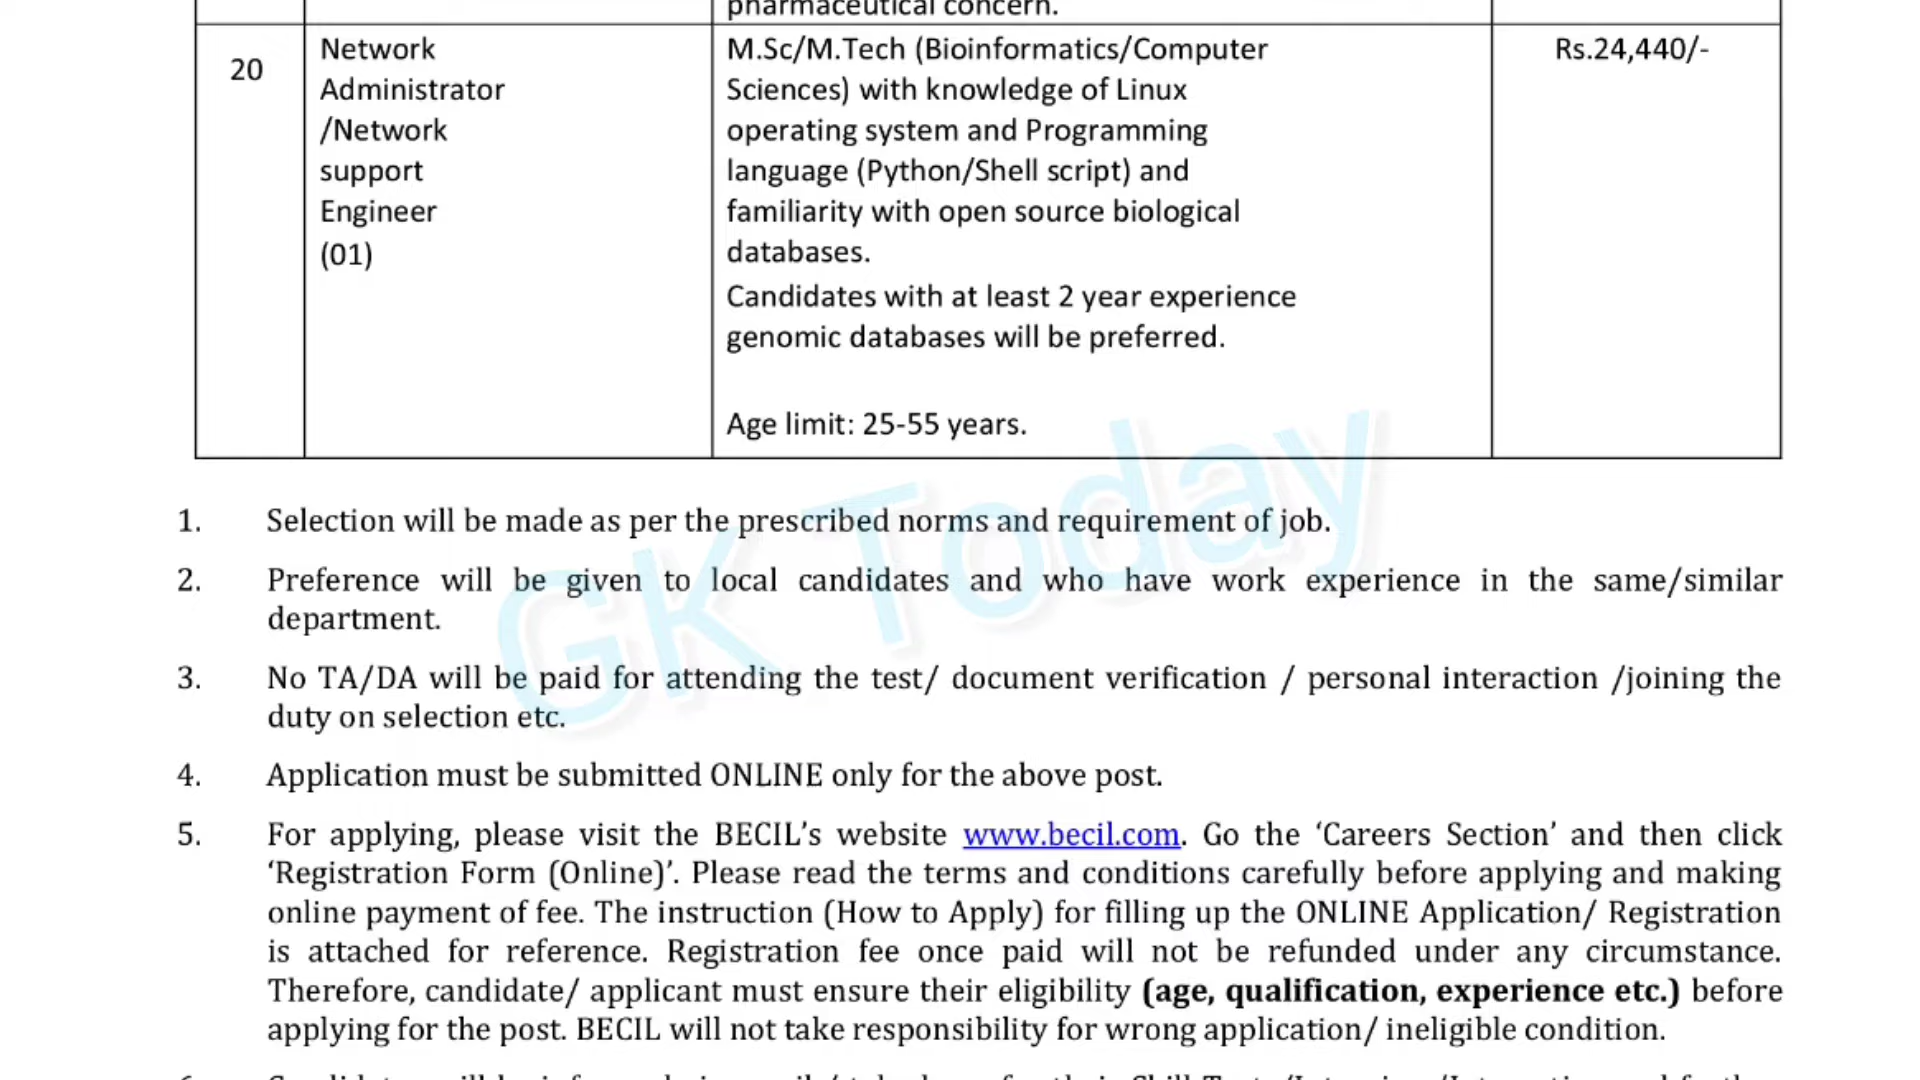 pharmaceutical concern.
20
Network
Administrator
/Network
support
Engineer
(01)
M.Sc/M.Tech (Bioinformatics/Computer
Sciences) with knowledge of Linux
operating system and Programming
language (Python/Shell script) and
familiarity with open source biological
databases.
Candidates with at least 2 year experience
genomic databases will be preferred.
Age limit: 25-55 years.
Rs.24,440/-
GK Today
1. Selection will be made as per the prescribed norms and requirement of job.
2. Preference will be given to local candidates and who have work experience in the same/similar
department.
3. No TA/DA will be paid for attending the test/ document verification / personal interaction /joining the
duty on selection etc.
4. Application must be submitted ONLINE only for the above post.
5. For applying, please visit the BECIL’s website www.becil.com. Go the ‘Careers Section’ and then click
‘Registration Form (Online)’. Please read the terms and conditions carefully before applying and making
online payment of fee. The instruction (How to Apply) for filling up the ONLINE Application/ Registration
is attached for reference. Registration fee once paid will not be refunded under any circumstance.
Therefore, candidate/ applicant must ensure their eligibility (age, qualification, experience etc.) before
applying for the post. BECIL will not take responsibility for wrong application/ ineligible condition.